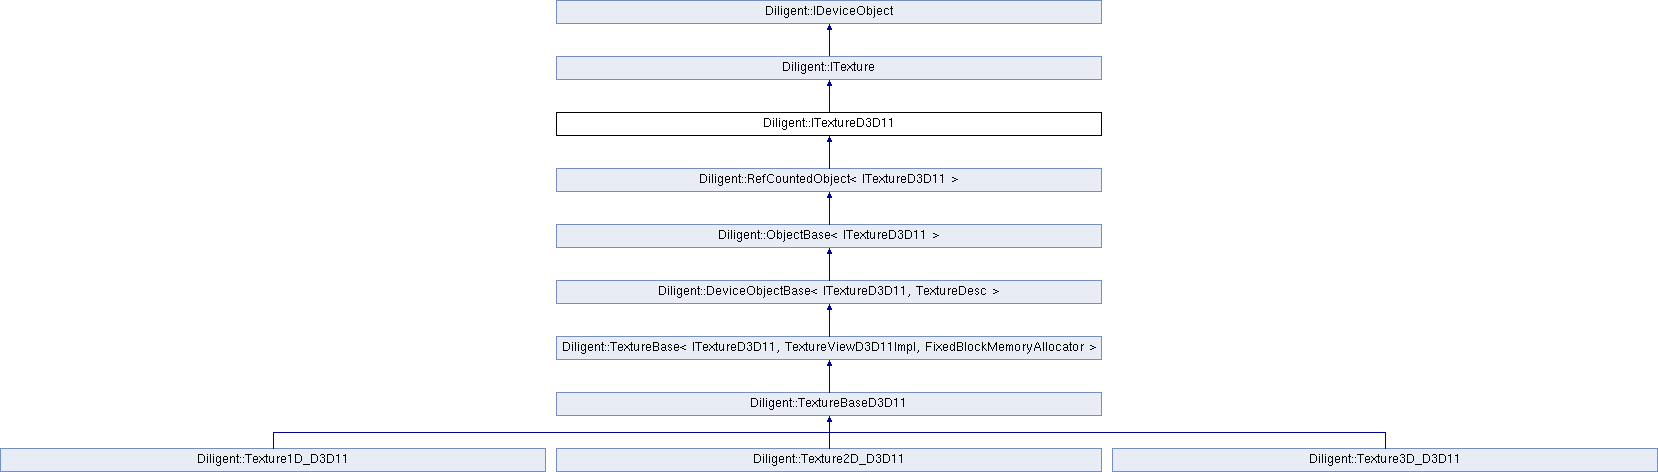 Diligent::IDeviceObject
Diligent::ITexture
Diligent::ITextureD3D11
Diligent::RefCountedObject< ITextureD3D11 >
Diligent::ObjectBase< ITextureD3D11 >
Diligent::DeviceObjectBase< ITextureD3D11, TextureDesc >
Diligent::TextureBase< ITextureD3D11, TextureViewD3D11Impl, FixedBlockMemoryAllocator >
Diligent::TextureBaseD3D11
Diligent::Texture1D_D3D11
Diligent::Texture2D_D3D11
Diligent::Texture3D_D3D11